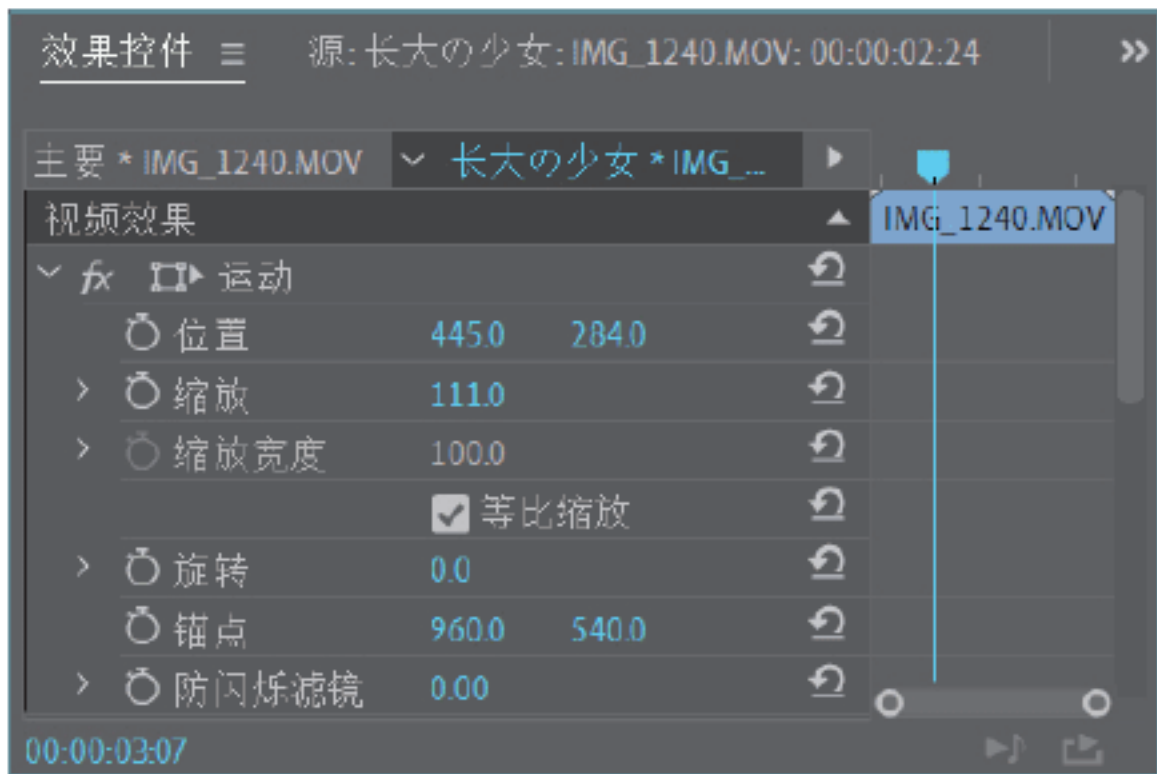 效果控件 源:长大の少女:IMG_1240.MOV:00:00:02:24
主要*IMG_1240.MOV 长大の少女*IMG_...
视频效果 IMG_1240.MOV
fx 运动
位置 445.0 284.0
缩放 111.0
缩放宽度 100.0
等比缩放
旋转 0.0
锚点 960.0 540.0
防闪烁滤镜 0.00
00:00:03:07